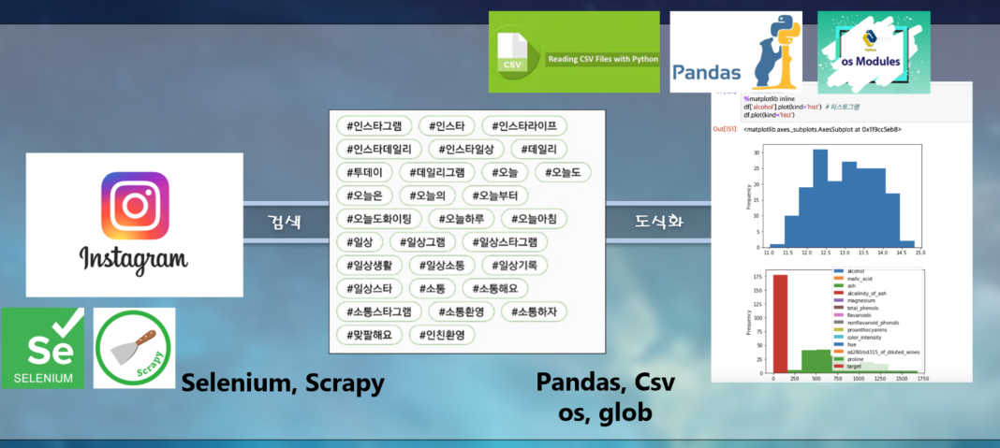 CSV
Reading CSV Files with Python
Pandas
Python
os Modules
%matplotlib inline
df['alcohol'].plot(kind='hist') # 히스토그램
df.plot(kind='hist')
Out[151]: <matplotlib.axes_subplots.AxesSubplot at 0x119cc5eb8>
#인스타그램 #인스타 #인스타라이프
#인스타데일리 #인스타일상 #데일리
#투데이 #데일리그램 #오늘 #오늘도
#오늘은 #오늘의 #오늘부터
#오늘도화이팅 #오늘하루 #오늘아침
#일상 #일상그램 #일상스타그램
#일상생활 #일상소통 #일상기록
#일상스타 #소통 #소통해요
#소통스타그램 #소통환영 #소통하자
#맞팔해요 #인친환영
Instagram
검색
도식화
Frequency
30
25
20
15
10
5
0
11.0 11.5 12.0 12.5 13.0 13.5 14.0 14.5 15.0
Frequency
175
150
125
100
75
50
25
0
alcohol
malic_acid
ash
alcalinity_of_ash
magnesium
total_phenols
flavanoids
nonflavanoid_phenols
proanthocyanins
color_intensity
hue
od280/od315_of_diluted_wines
proline
target
0 250 500 750 1000 1250 1500 1750
Se
SELENIUM
Scrapy
Selenium, Scrapy
Pandas, Csv
os, glob